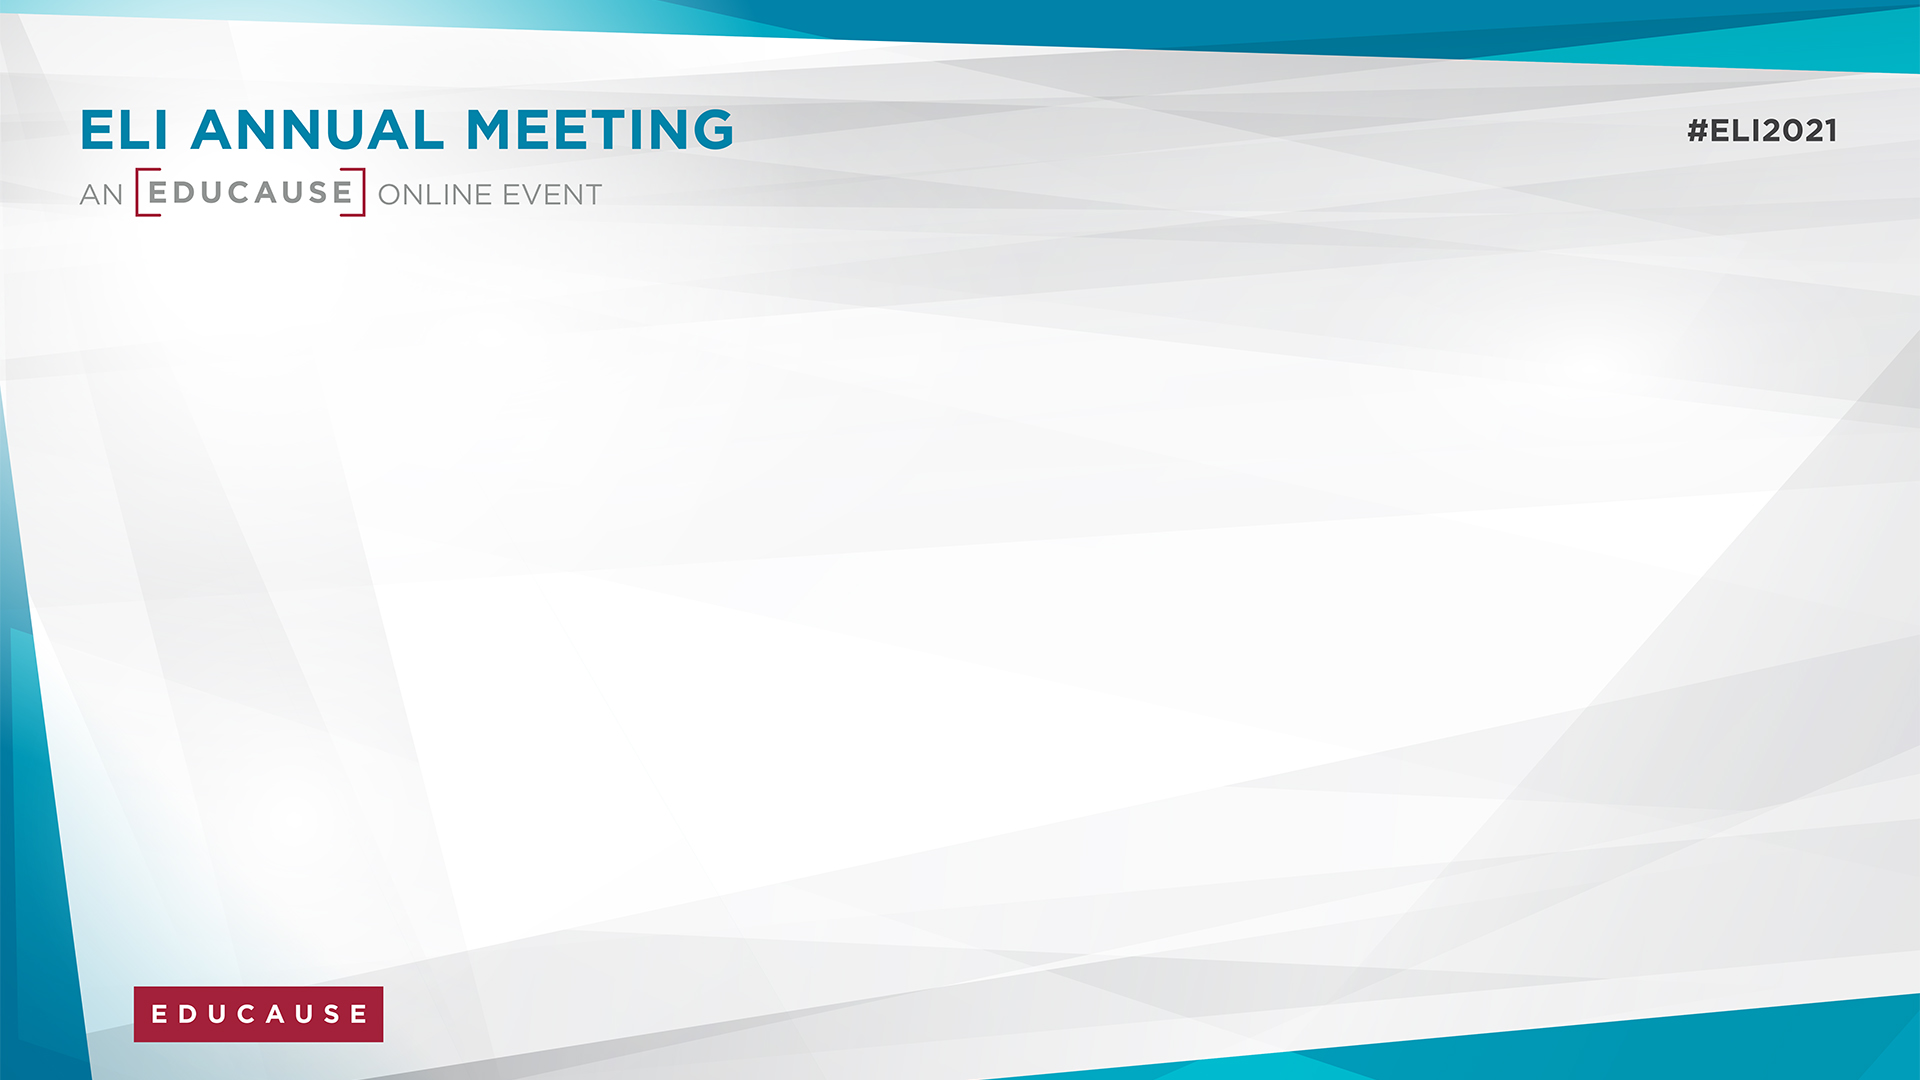 ELI ANNUAL MEETING
#ELI2021
AN [EDUCAUSE] ONLINE EVENT
EDUCAUSE